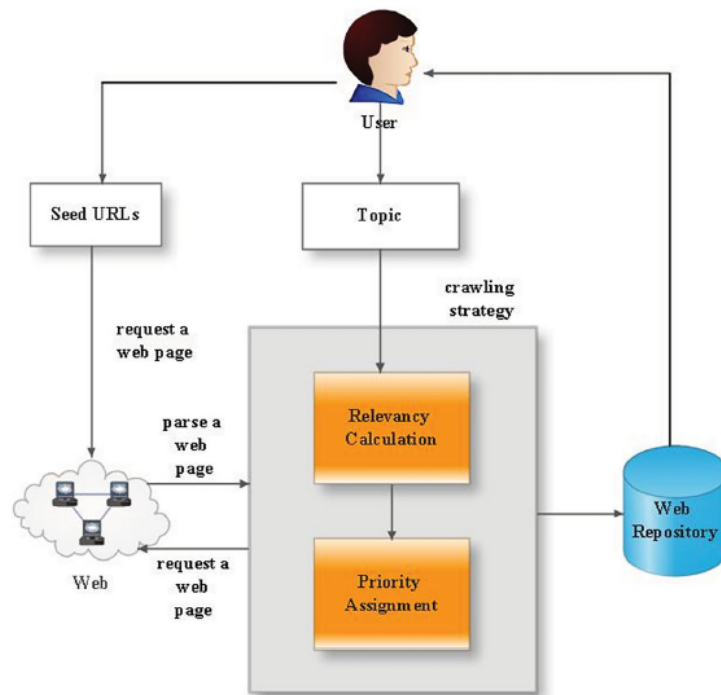 User
Seed URLs
Topic
crawling
strategy
request a
web page
Relevancy
Calculation
parse a
web
page
Web
Repository
Web
request a
web
page
Priority
Assignment